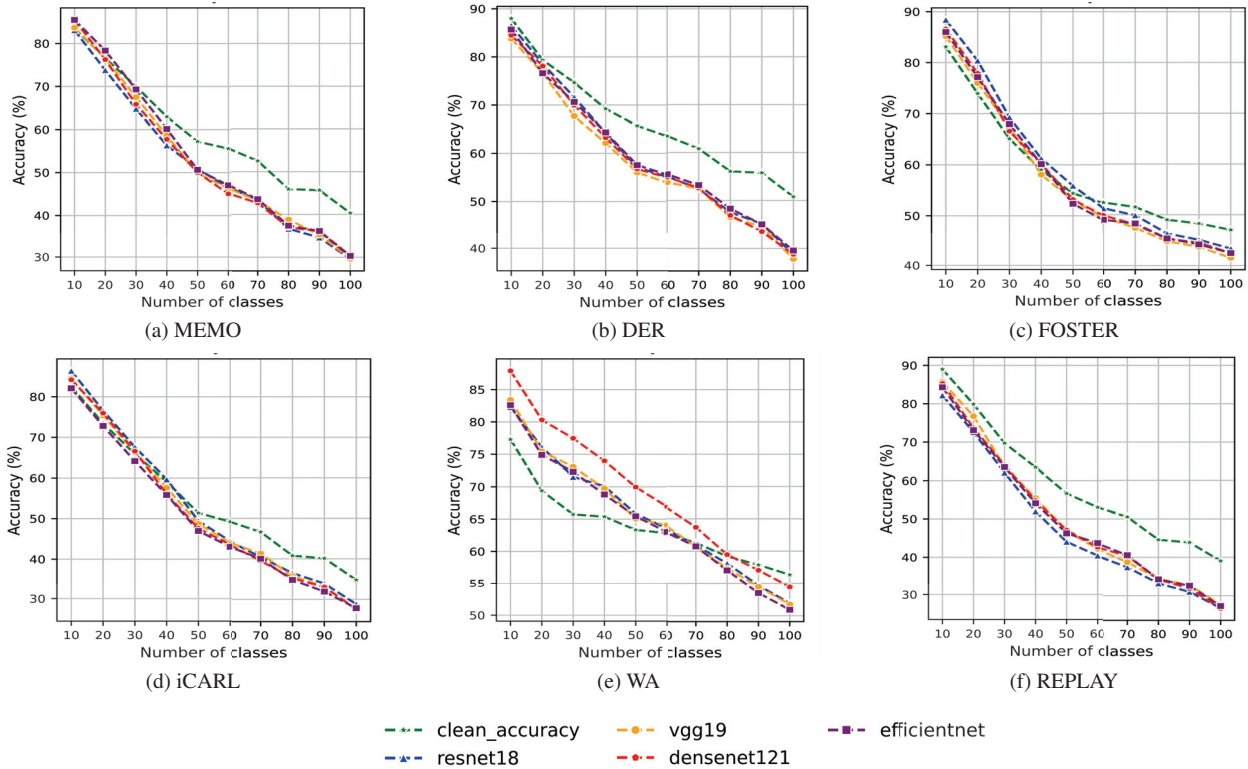 80
70
60
50
40
30
Accuracy (%)
10 20 30 40 50 60 70 80 90 100
Number of classes
(a) MEMO
90
80
70
60
50
40
Accuracy (%)
10 20 30 40 50 60 70 80 90 100
Number of classes
(b) DER
90
80
70
60
50
40
Accuracy (%)
10 20 30 40 50 60 70 80 90 100
Number of classes
(c) FOSTER
80
70
60
50
40
30
Accuracy (%)
10 20 30 40 50 60 70 80 90 100
Number of classes
(d) iCARL
85
80
75
70
65
60
55
50
Accuracy (%)
10 20 30 40 50 60 70 80 90 100
Number of classes
(e) WA
90
80
70
60
50
40
30
Accuracy (%)
10 20 30 40 50 60 70 80 90 100
Number of classes
(f) REPLAY
clean_accuracy vgg19 efficientnet
resnet18 densenet121